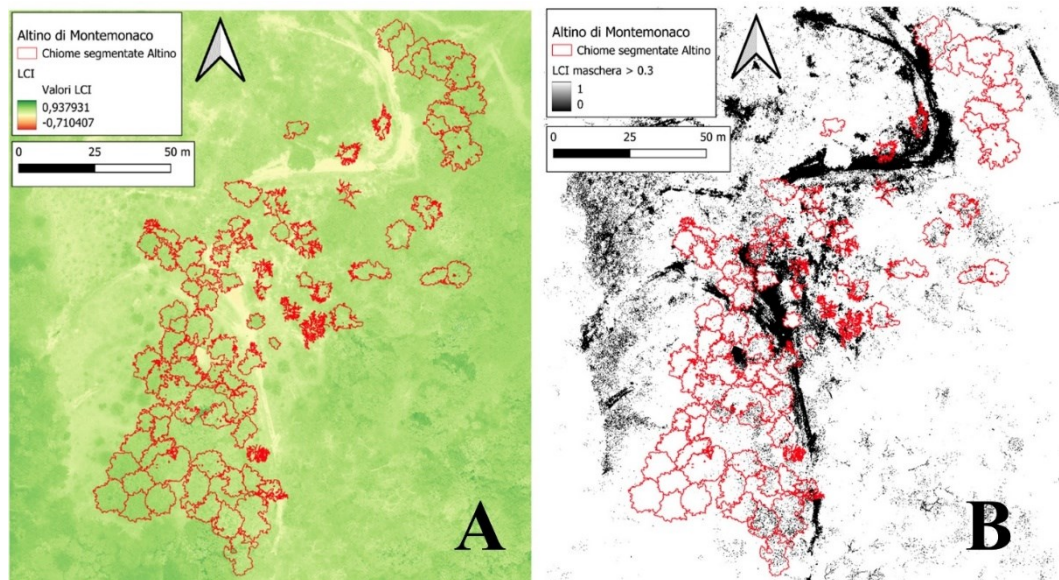 Altino di Montemonaco
Chiome segmentate Altino
LCI
Valori LCI
0,937931
-0,710407
0 25 50 m
A
Altino di Montemonaco
Chiome segmentate Altino
LCI maschera > 0.3
1
0
0 25 50 m
B